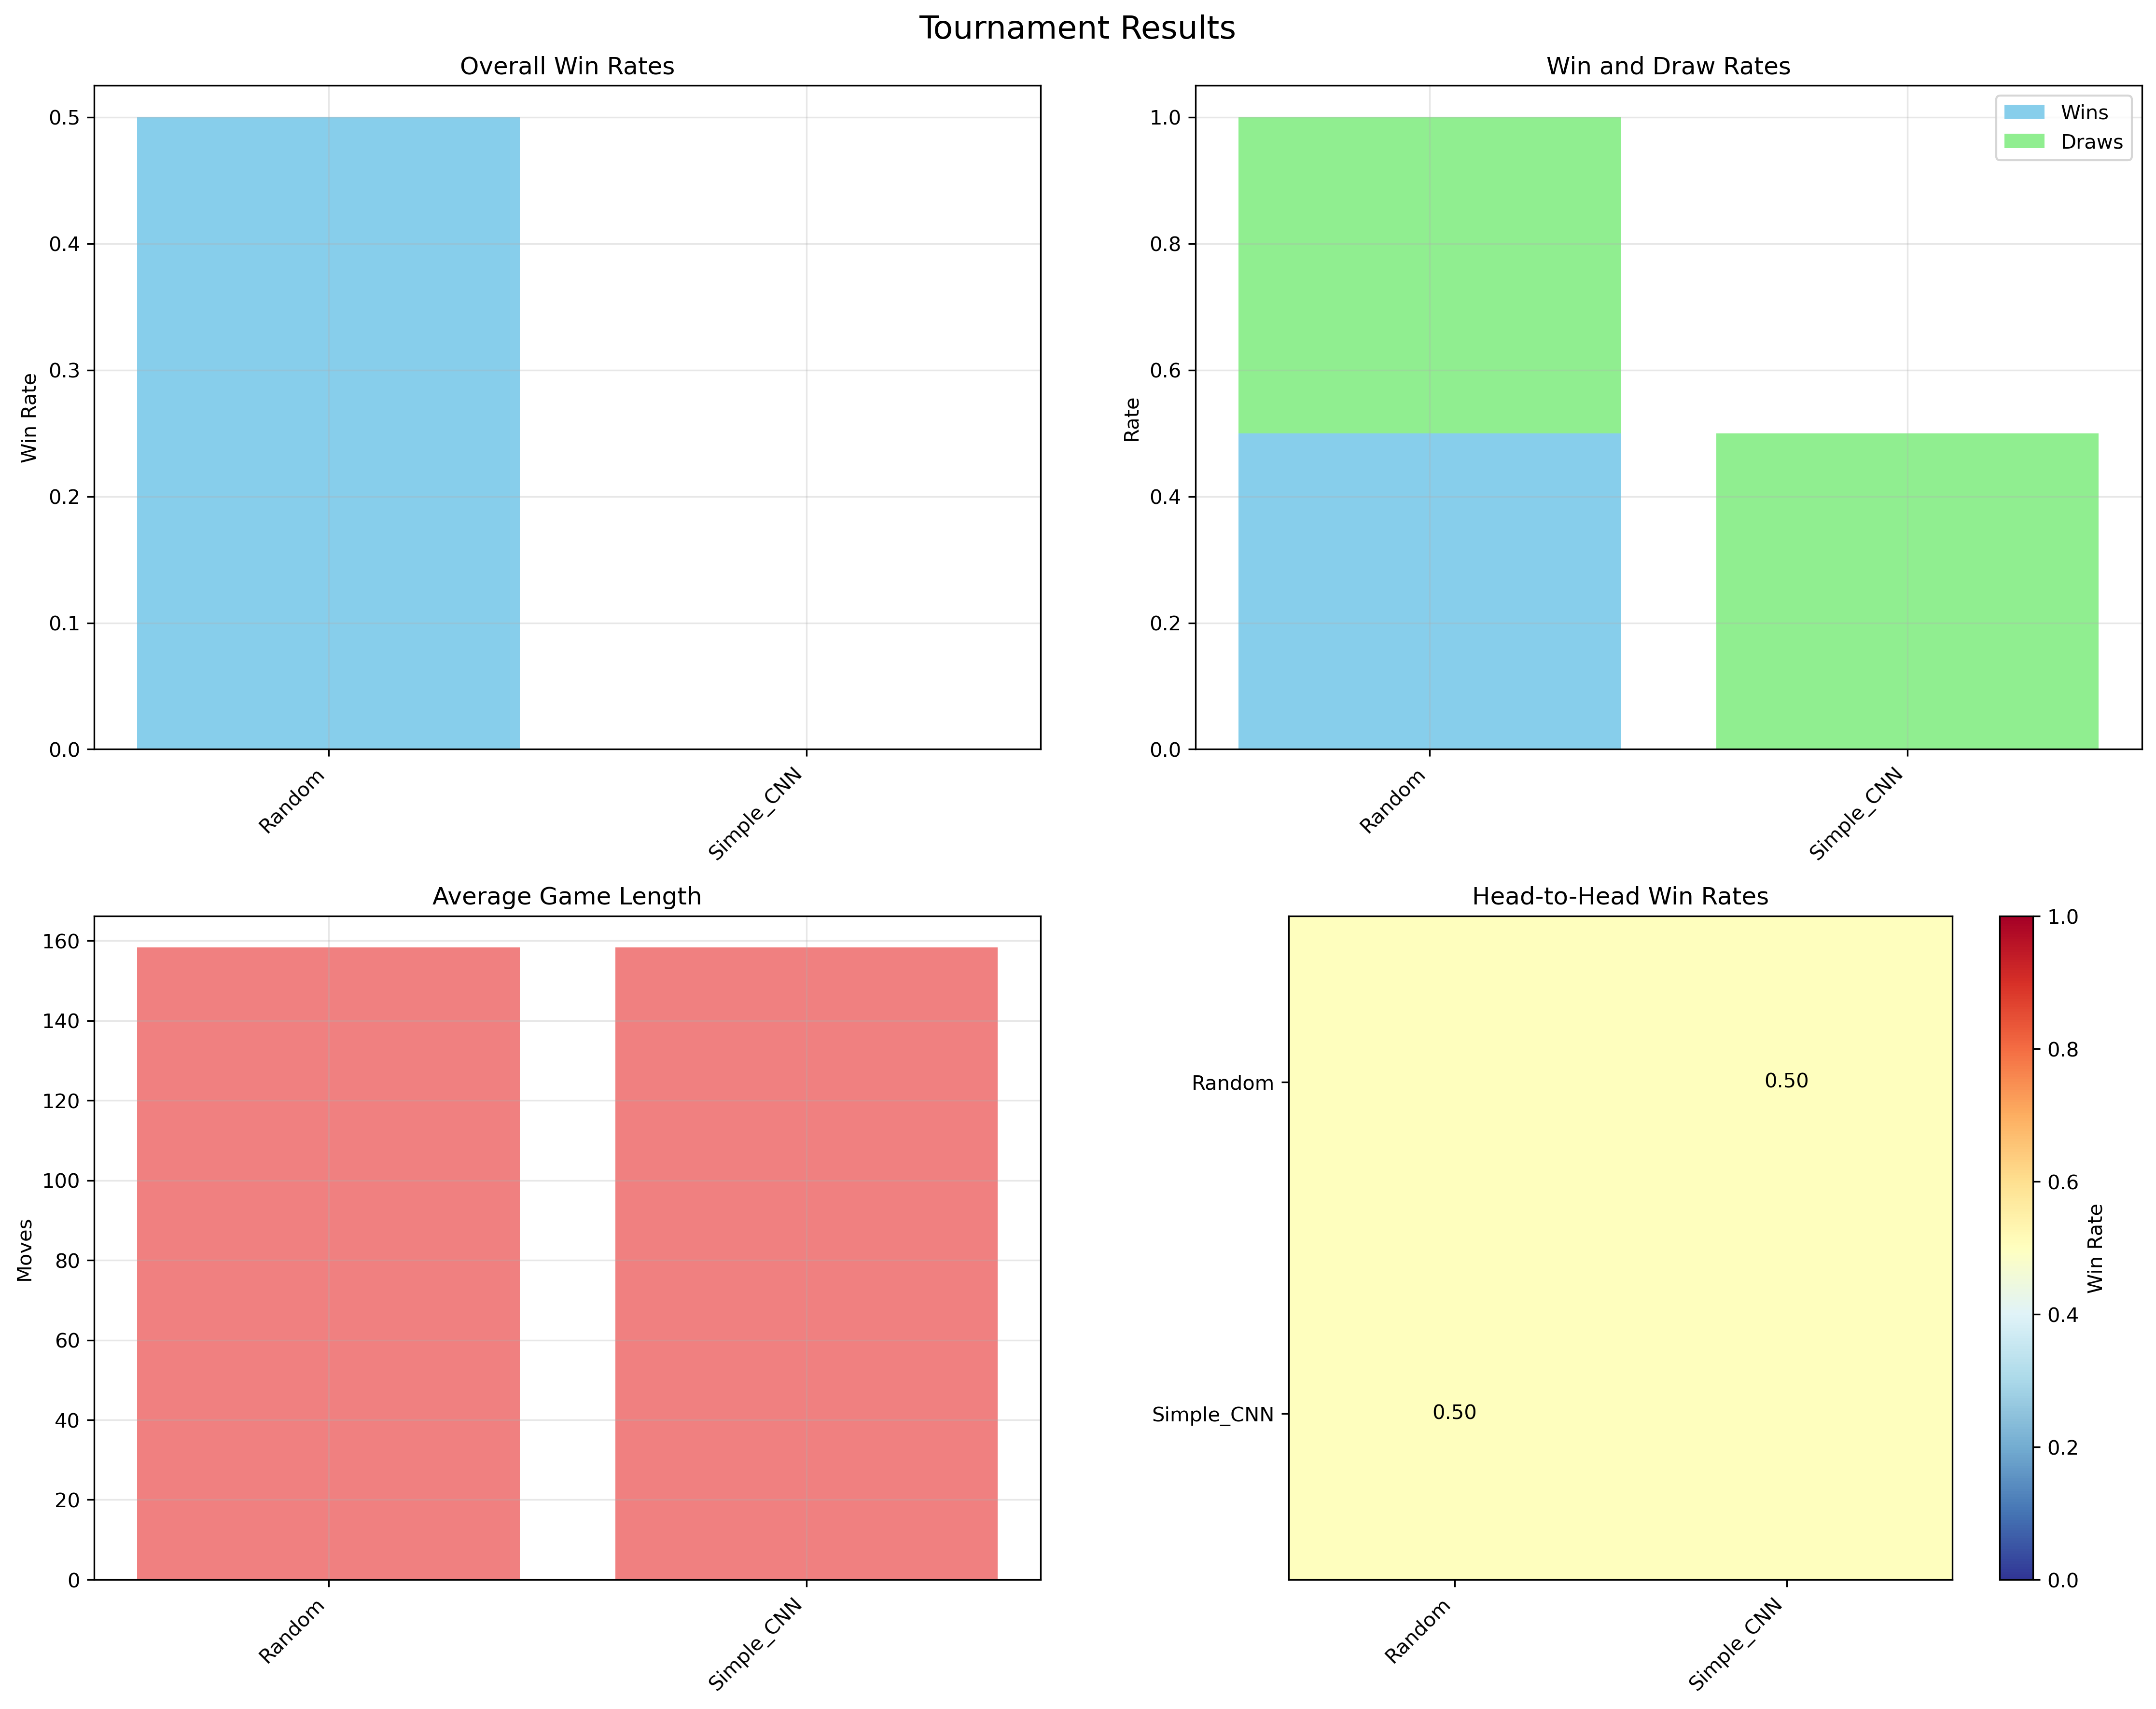 Tournament Results
Overall Win Rates
Win Rate
0.5
0.4
0.3
0.2
0.1
0.0
Random
Simple_CNN
Win and Draw Rates
Rate
1.0
0.8
0.6
0.4
0.2
0.0
Wins
Draws
Random
Simple_CNN
Average Game Length
Moves
160
140
120
100
80
60
40
20
0
Random
Simple_CNN
Head-to-Head Win Rates
Random
0.50
Simple_CNN
0.50
Random
Simple_CNN
1.0
0.8
0.6
0.4
0.2
0.0
Win Rate